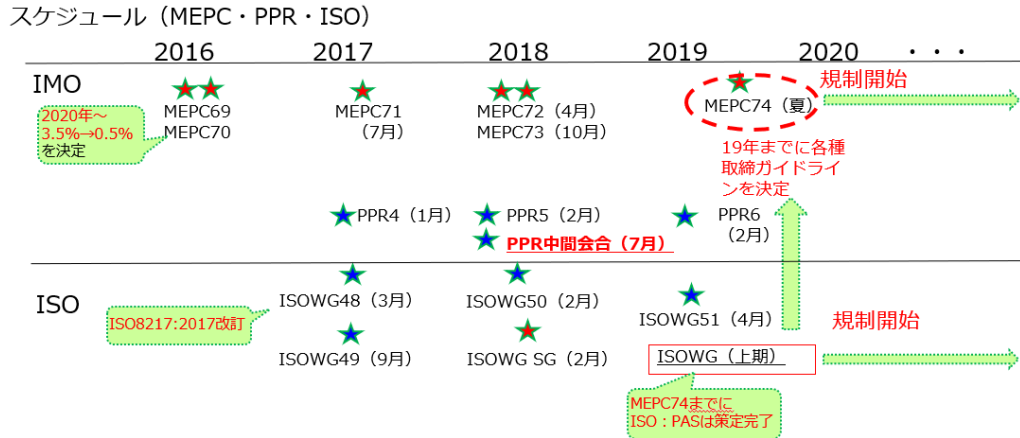 スケジュール（MEPC・PPR・ISO）
2016
2017
2018
2019
2020
・・・
IMO
MEPC69
MEPC70
2020年～
3.5%→0.5%
を決定
MEPC71
（7月）
MEPC72（4月）
MEPC73（10月）
MEPC74（夏）
規制開始
19年までに各種
取締ガイドライ
ンを決定
PPR4（1月）
PPR5（2月）
PPR中間会合（7月）
PPR6
（2月）
ISO
ISOWG48（3月）
ISO8217:2017改訂
ISOWG49（9月）
ISOWG50（2月）
ISOWG SG（2月）
ISOWG51（4月）
ISOWG（上期）
規制開始
MEPC74までに
ISO：PASは策定完了